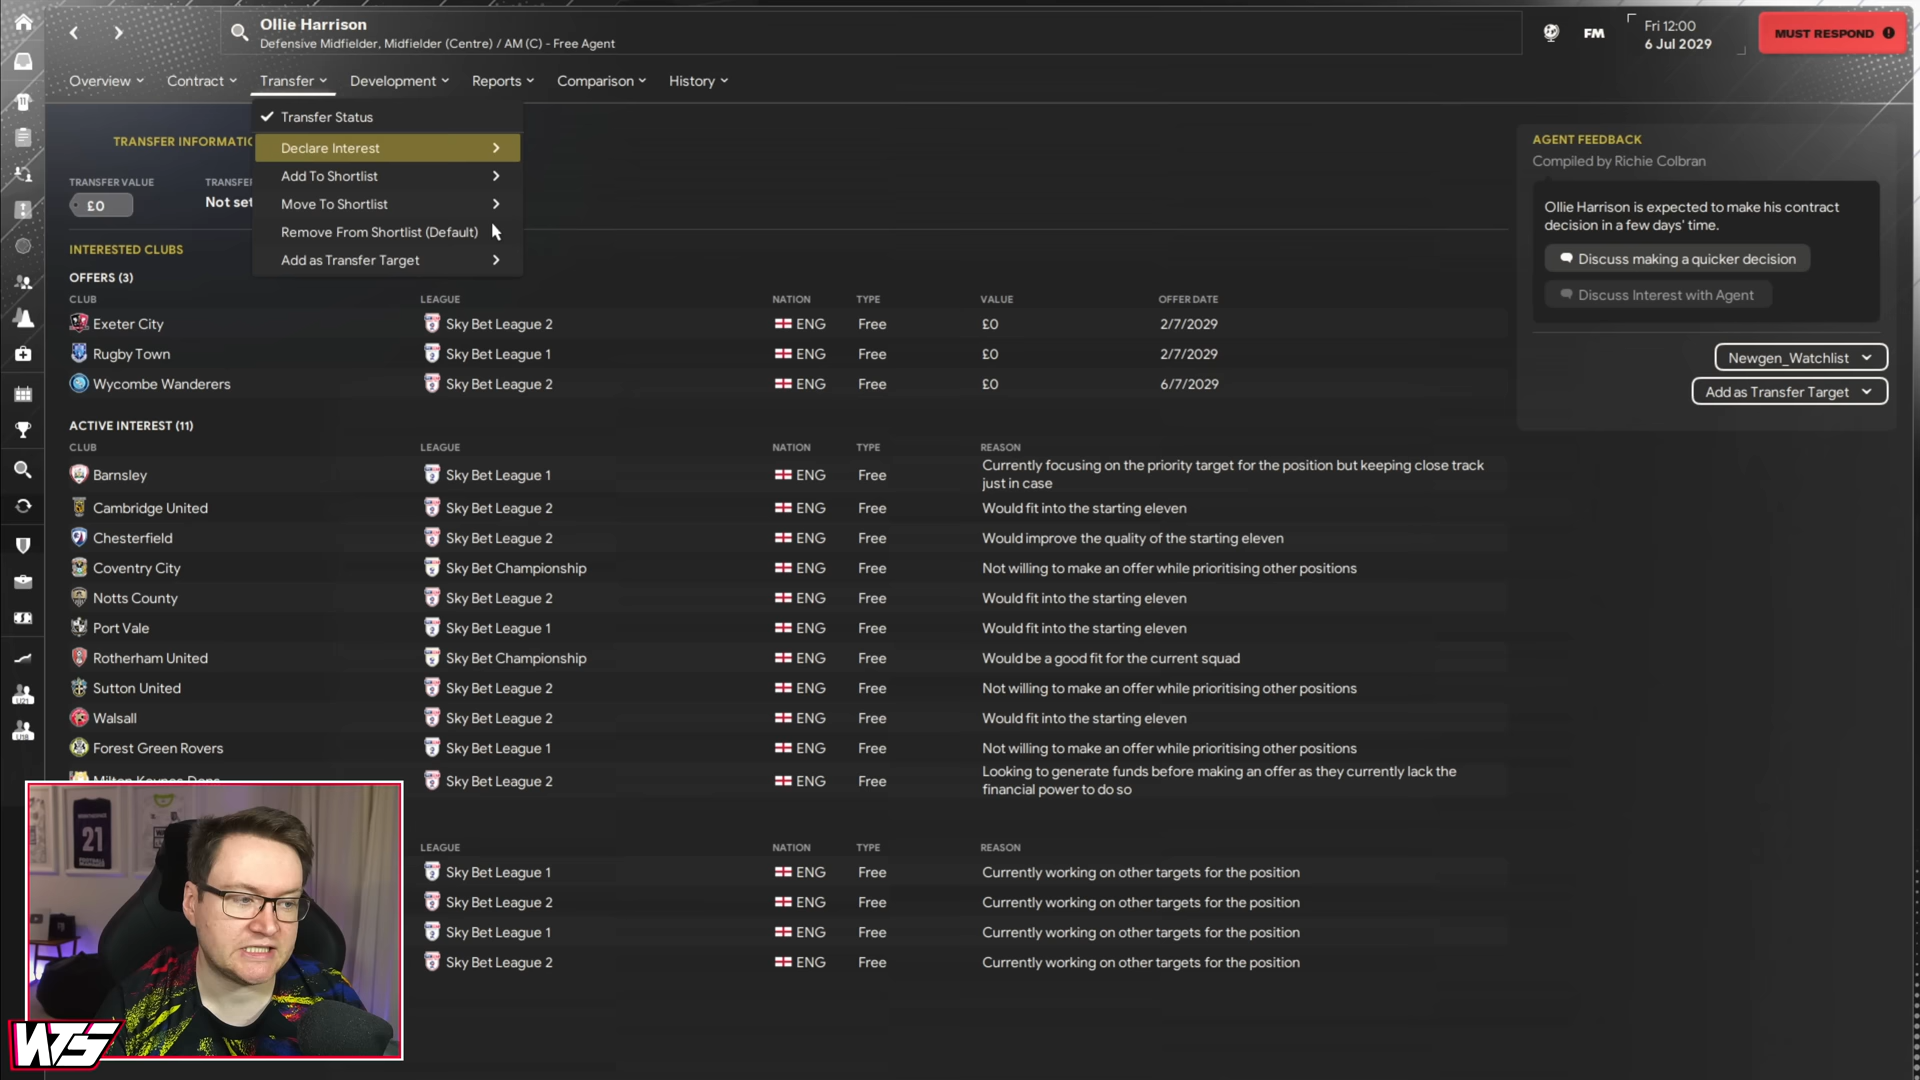 Ollie Harrison
Defensive Midfielder, Midfielder (Centre) / AM (C) - Free Agent
FM
Fri 12:00
6 Jul 2029
MUST RESPOND
Overview
Contract
Transfer
Development
Reports
Comparison
History
Transfer Status
Declare Interest
Add To Shortlist
Move To Shortlist
Remove From Shortlist (Default)
Add as Transfer Target
TRANSFER INFORMATIO
TRANSFER VALUE
£0
Not set
INTERESTED CLUBS
OFFERS (3)
CLUB LEAGUE NATION TYPE VALUE OFFER DATE
Exeter City Sky Bet League 2 ENG Free £0 2/7/2029
Rugby Town Sky Bet League 1 ENG Free £0 2/7/2029
Wycombe Wanderers Sky Bet League 2 ENG Free £0 6/7/2029
ACTIVE INTEREST (11)
CLUB LEAGUE NATION TYPE REASON
Barnsley Sky Bet League 1 ENG Free Currently focusing on the priority target for the position but keeping close track
just in case
Cambridge United Sky Bet League 2 ENG Free Would fit into the starting eleven
Chesterfield Sky Bet League 2 ENG Free Would improve the quality of the starting eleven
Coventry City Sky Bet Championship ENG Free Not willing to make an offer while prioritising other positions
Notts County Sky Bet League 2 ENG Free Would fit into the starting eleven
Port Vale Sky Bet League 1 ENG Free Would fit into the starting eleven
Rotherham United Sky Bet Championship ENG Free Would be a good fit for the current squad
Sutton United Sky Bet League 2 ENG Free Not willing to make an offer while prioritising other positions
Walsall Sky Bet League 2 ENG Free Would fit into the starting eleven
Forest Green Rovers Sky Bet League 1 ENG Free Not willing to make an offer while prioritising other positions
Milton Keynes Dons Sky Bet League 2 ENG Free Looking to generate funds before making an offer as they currently lack the
financial power to do so
LEAGUE NATION TYPE REASON
Sky Bet League 1 ENG Free Currently working on other targets for the position
Sky Bet League 2 ENG Free Currently working on other targets for the position
Sky Bet League 1 ENG Free Currently working on other targets for the position
Sky Bet League 2 ENG Free Currently working on other targets for the position
AGENT FEEDBACK
Compiled by Richie Colbran
Ollie Harrison is expected to make his contract
decision in a few days' time.
Discuss making a quicker decision
Discuss Interest with Agent
Newgen_Watchlist
Add as Transfer Target
U21
U18
21
WTS